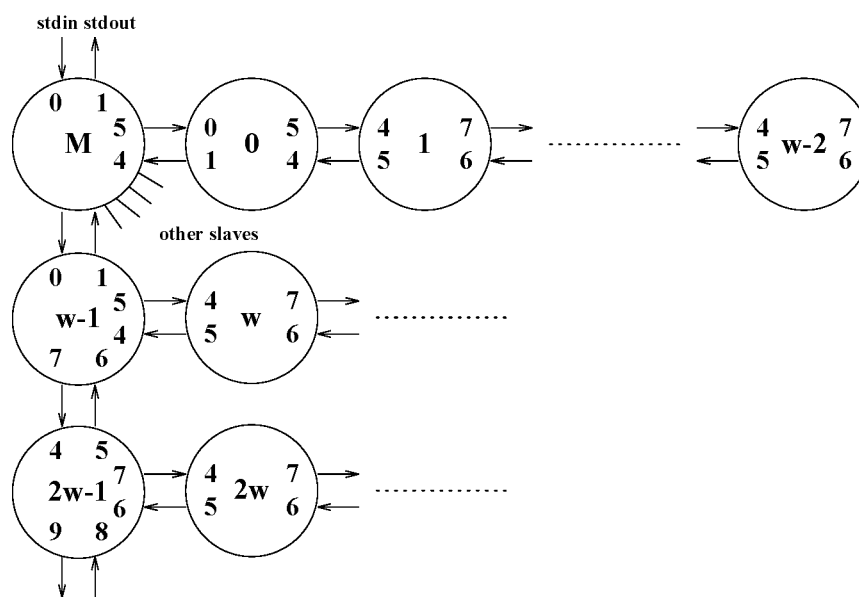 stdin stdout
0 1
5 0 5 4 7 4 7
M 0 1 w-2
4 1 4 5 6 5 6
other slaves
0 1
5 4 7
w-1 w
4 5 6
7 6
4 5
7 4 7
2w-1 2w
6 5 6
9 8